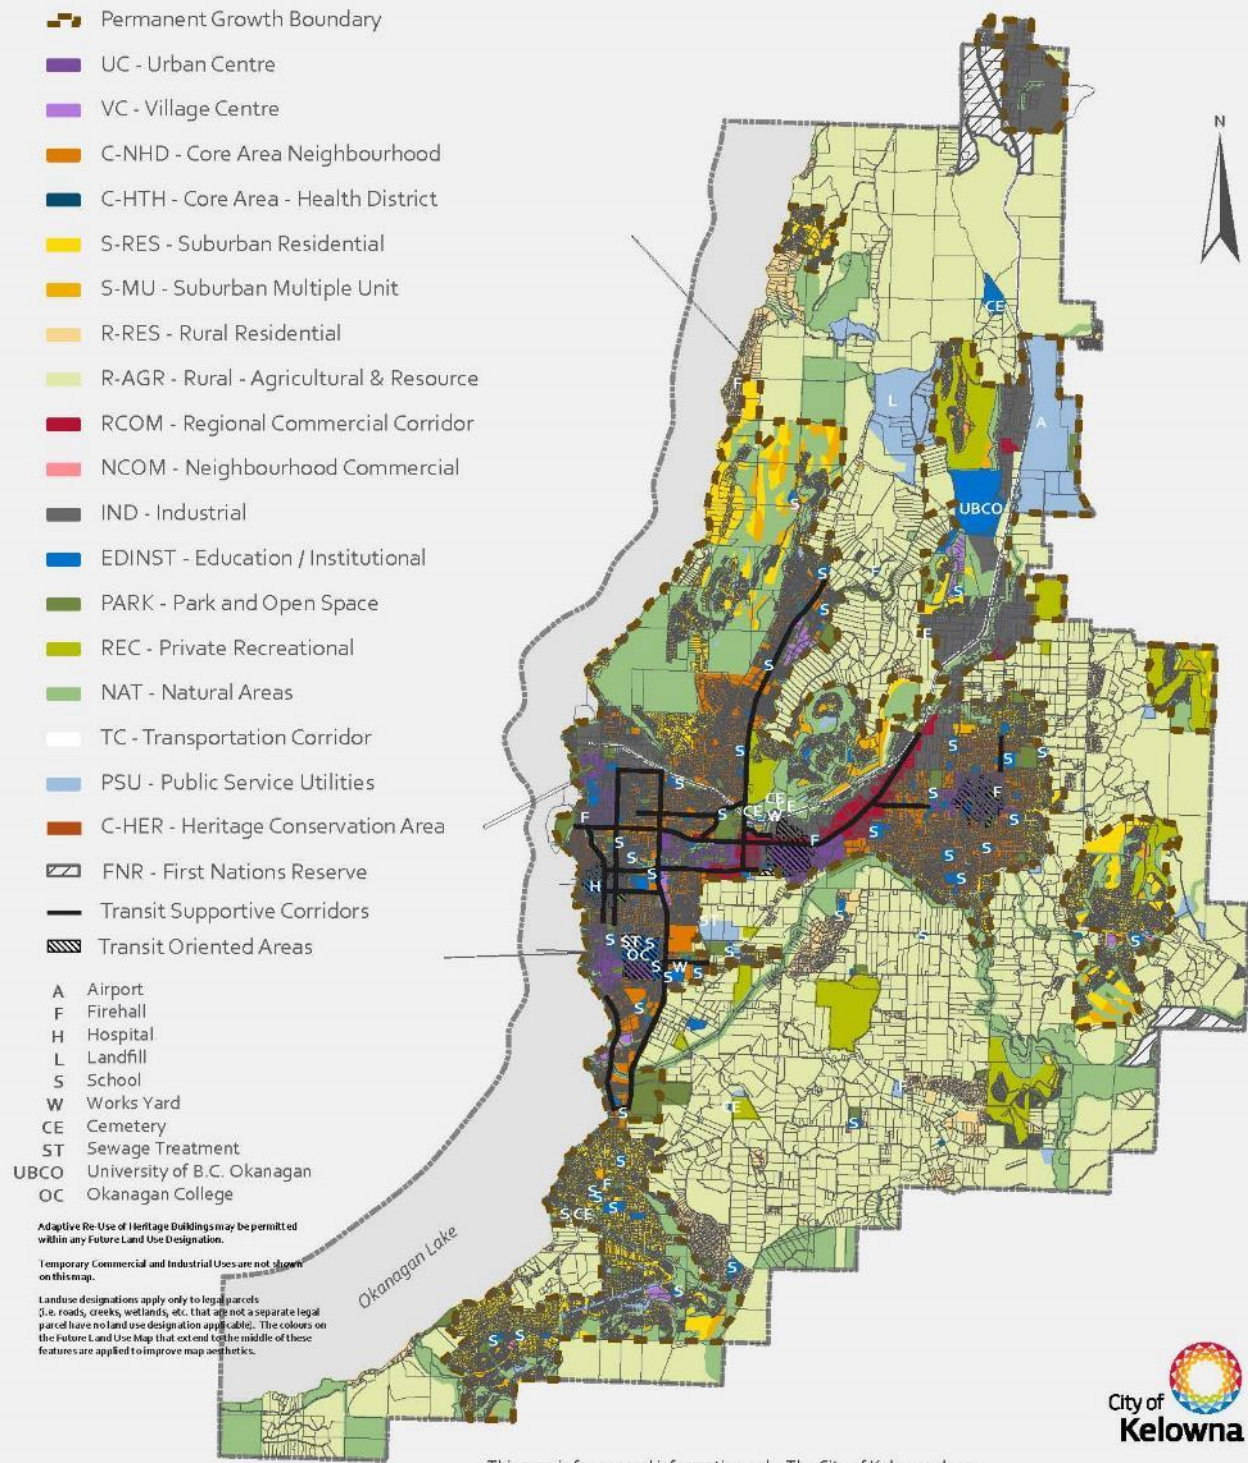 Permanent Growth Boundary
UC - Urban Centre
VC - Village Centre
C-NHD - Core Area Neighbourhood
C-HTH - Core Area - Health District
S-RES - Suburban Residential
S-MU - Suburban Multiple Unit
R-RES - Rural Residential
R-AGR - Rural - Agricultural & Resource
RCOM - Regional Commercial Corridor
NCOM - Neighbourhood Commercial
IND - Industrial
EDINST - Education / Institutional
PARK - Park and Open Space
REC - Private Recreational
NAT - Natural Areas
TC - Transportation Corridor
PSU - Public Service Utilities
C-HER - Heritage Conservation Area
FNR - First Nations Reserve
Transit Supportive Corridors
Transit Oriented Areas
A Airport
F Firehall
H Hospital
L Landfill
S School
W Works Yard
CE Cemetery
ST Sewage Treatment
UBCO University of B.C. Okanagan
OC Okanagan College
Adaptive Re-Use of Heritage Buildings may be permitted
within any Future Land Use Designation.
Temporary Commercial and Industrial Uses are not shown
on this map.
Landuse designations apply only to legal parcels
(i.e. roads, creeks, wetlands, etc. that are not a separate legal
parcel have no land use designation applicable). The colours on
the Future Land Use Map that extend to the middle of these
features are applied to improve map aesthetics.
N
CE
F
L
A
UBCO
S
S
F
S
S
F
S
S
S
S
S
S
S
S
F
S
CE
CE
W
F
F
S
S
S
S
S
S
S
S
H
ST
S
ST
S
OC
S
S
S
S
W
S
S
S
S
CE
F
S
S
S
F
S
S
S
S
CE
S
S
S
S
Okanagan Lake
City of
Kelowna